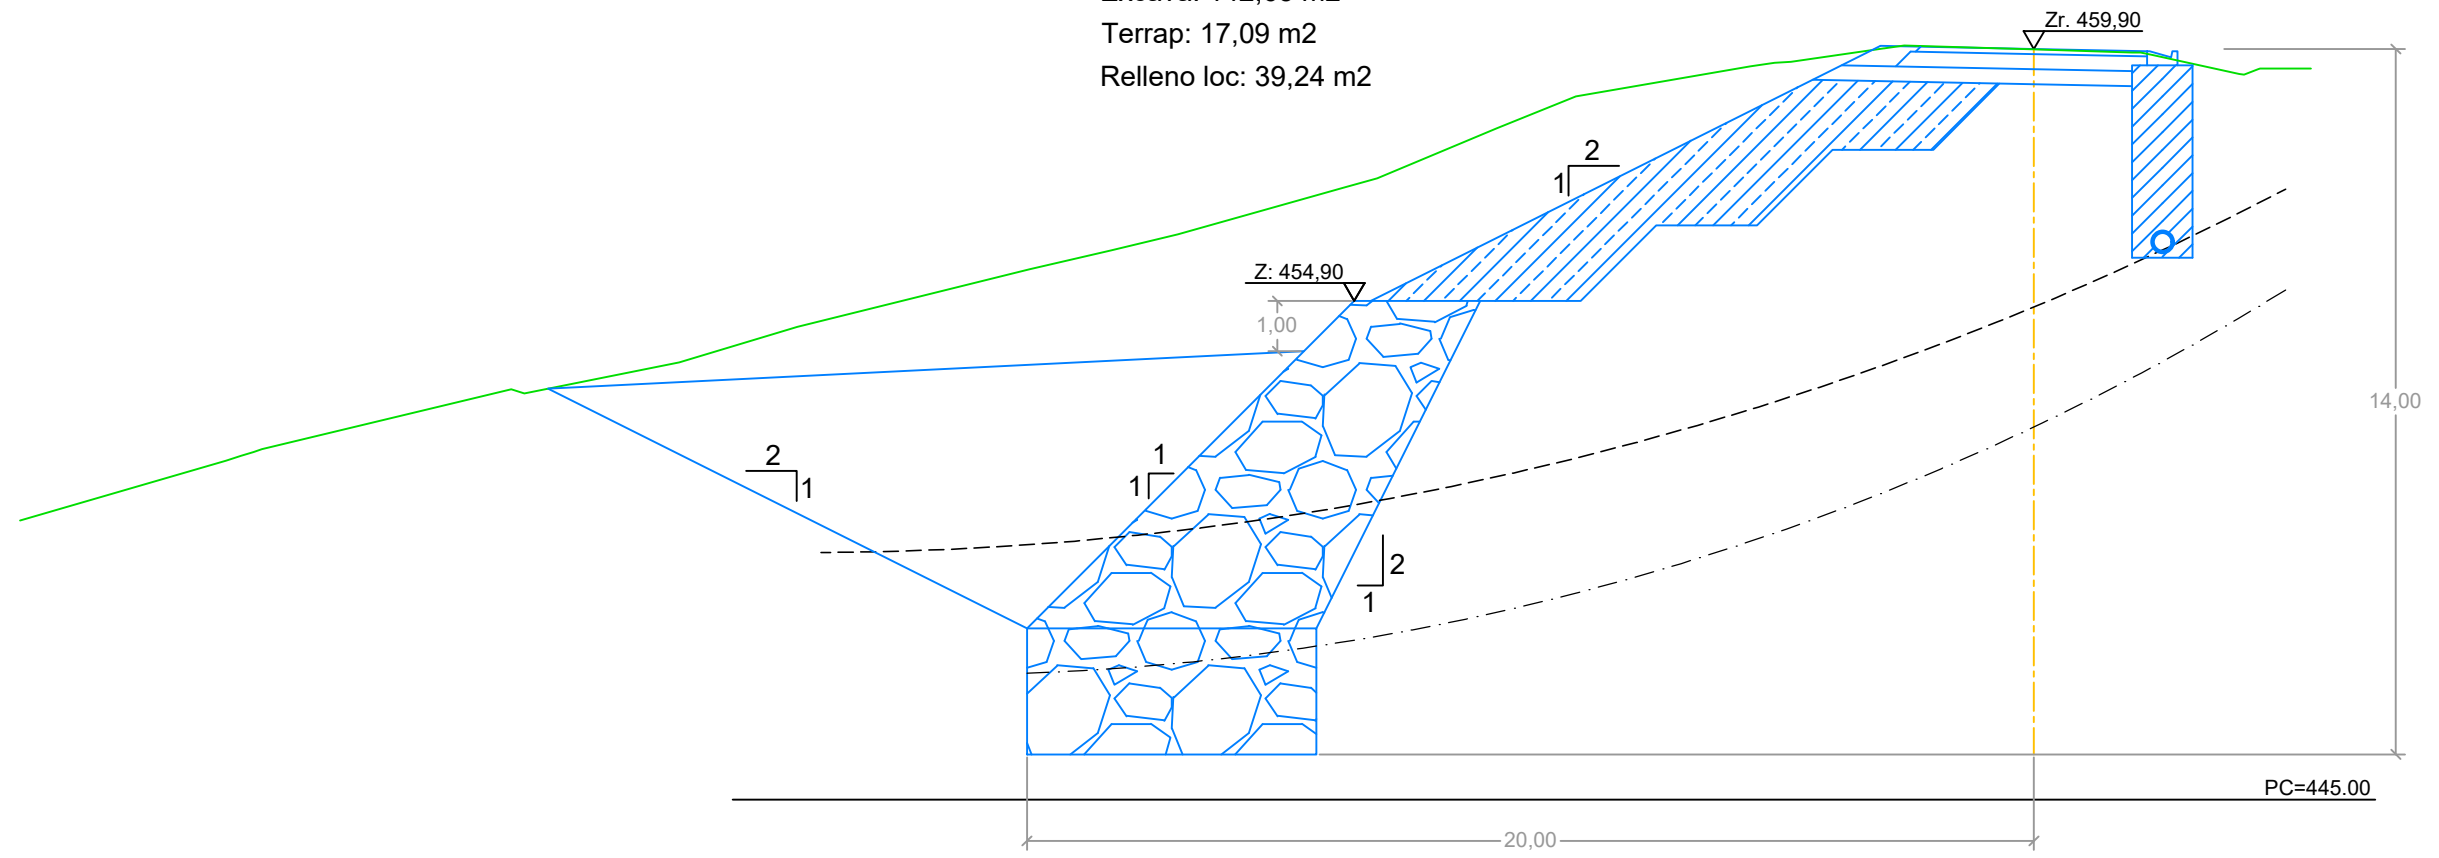 Terrap: 17,09 m2
Relleno loc: 39,24 m2
Zr. 459,90
2
1
Z: 454,90
1,00
14,00
2
1
1
1
2
1
PC=445.00
20,00